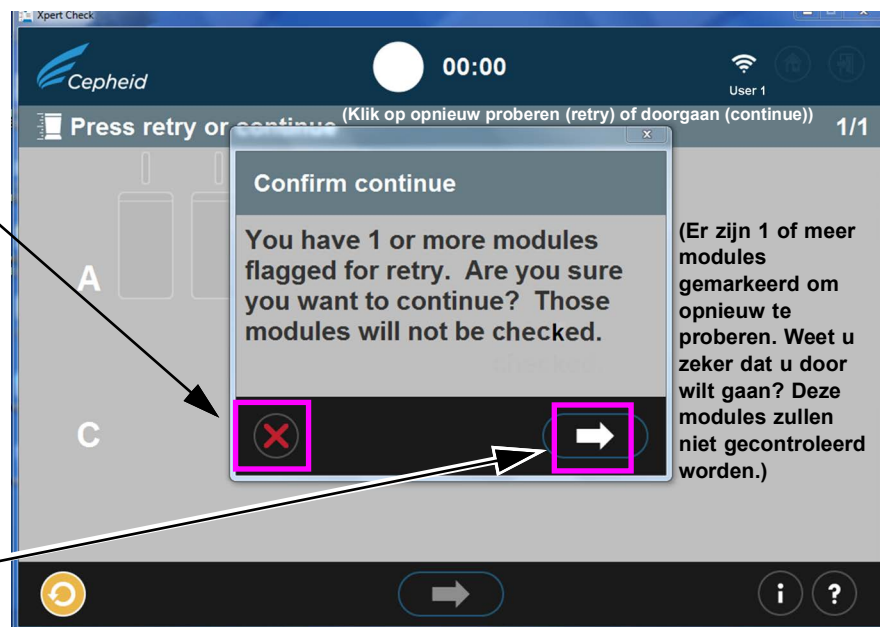 Xpert Check
Cepheid
00:00
User 1
Press retry or continue
(Klik op opnieuw proberen (retry) of doorgaan (continue))
1/1
Confirm continue
You have 1 or more modules
flagged for retry. Are you sure
you want to continue? Those
modules will not be checked.
A
C
(Er zijn 1 of meer
modules
gemarkeerd om
opnieuw te
proberen. Weet u
zeker dat u door
wilt gaan? Deze
modules zullen
niet gecontroleerd
worden.)
i
?